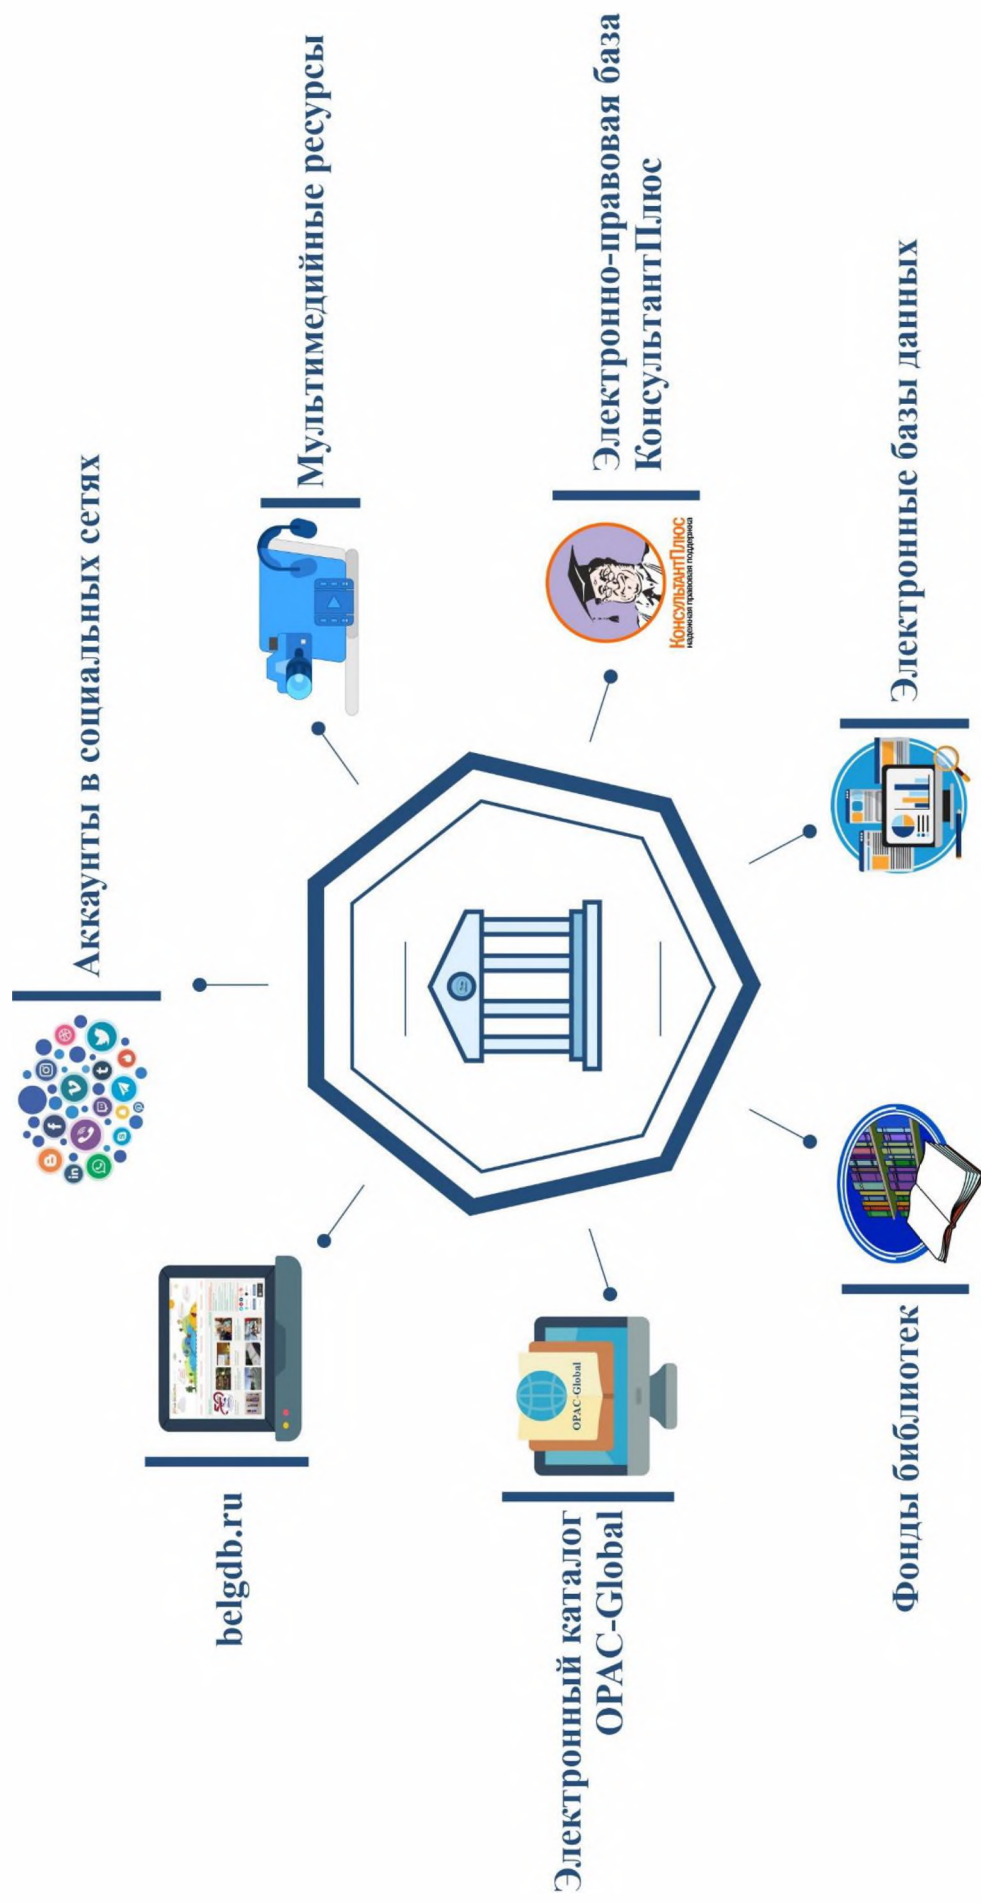 Аккаунты в социальных сетях
belgdb.ru
Мультимедийные ресурсы
Электронный каталог
OPAC-Global
OPAC-Global
Электронно-правовая база
КонсультантПлюс
КОНСУЛЬТАНТПЛЮС
надежная правовая поддержка
Фонды библиотек
Электронные базы данных